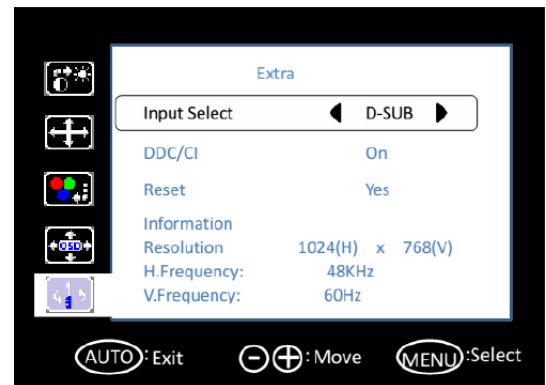 Extra
Input Select D-SUB
DDC/CI On
Reset Yes
Information
Resolution 1024(H) x 768(V)
H.Frequency: 48KHz
V.Frequency: 60Hz
OSD
AUTO: Exit : Move MENU:Select